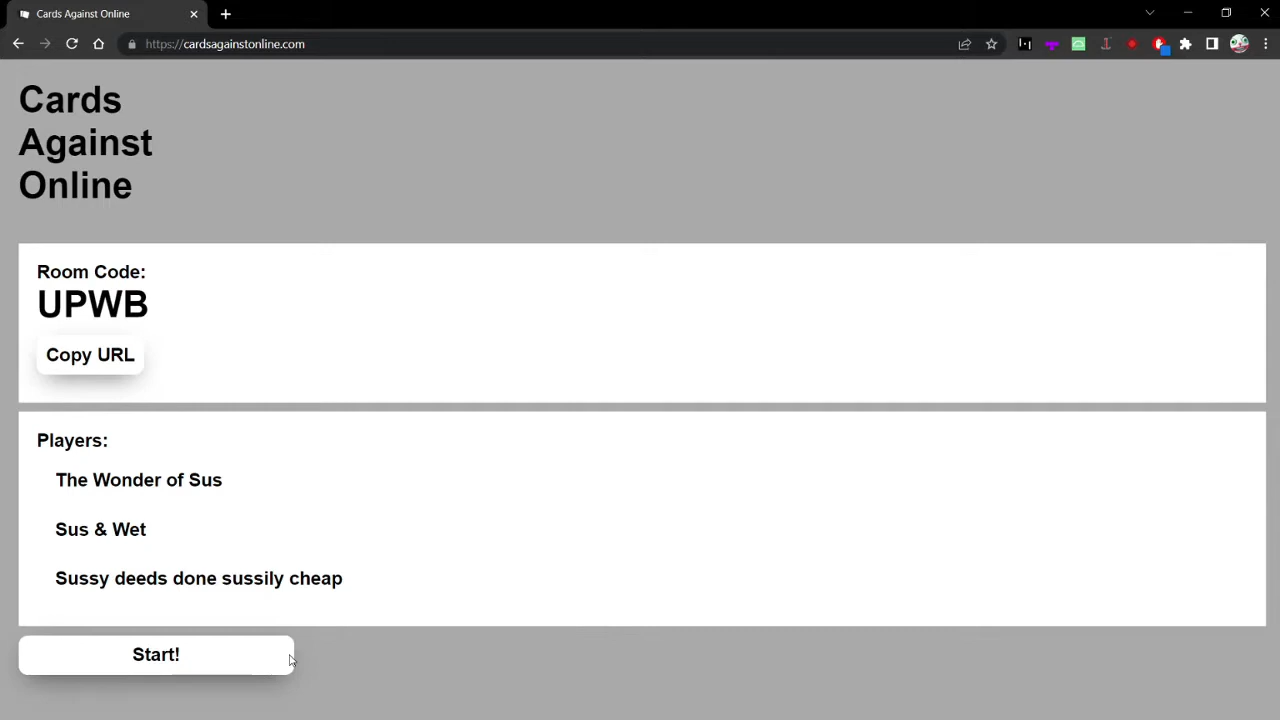 Cards Against Online
https://cardsagainstonline.com
Cards
Against
Online
Room Code:
UPWB
Copy URL
Players:
The Wonder of Sus
Sus & Wet
Sussy deeds done sussily cheap
Start!